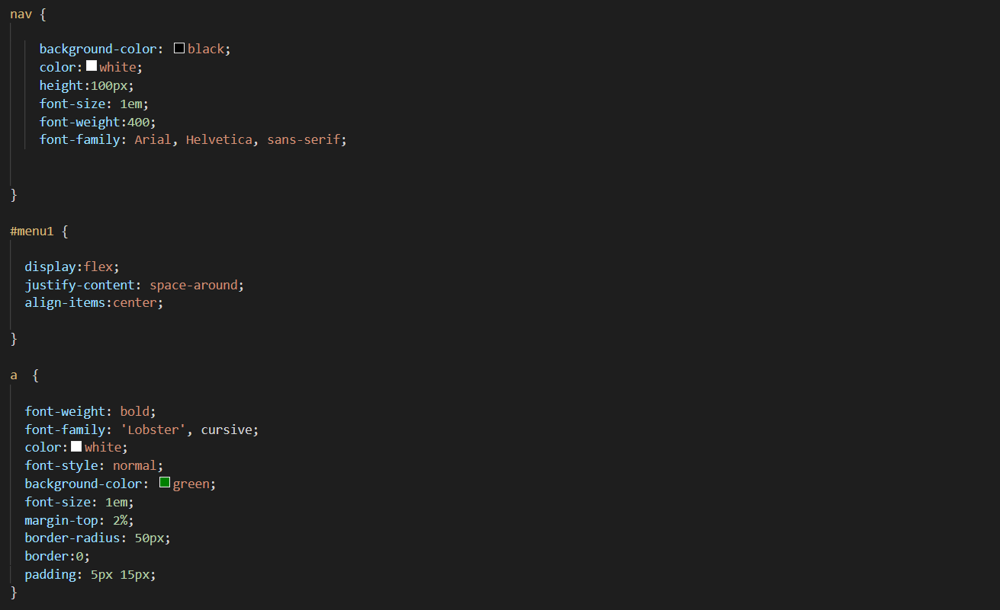 nav {
background-color: black;
color:white;
height:100px;
font-size: 1em;
font-weight:400;
font-family: Arial, Helvetica, sans-serif;
}
#menu1 {
display:flex;
justify-content: space-around;
align-items:center;
}
a  {
font-weight: bold;
font-family: 'Lobster', cursive;
color:white;
font-style: normal;
background-color: green;
font-size: 1em;
margin-top: 2%;
border-radius: 50px;
border:0;
padding: 5px 15px;
}